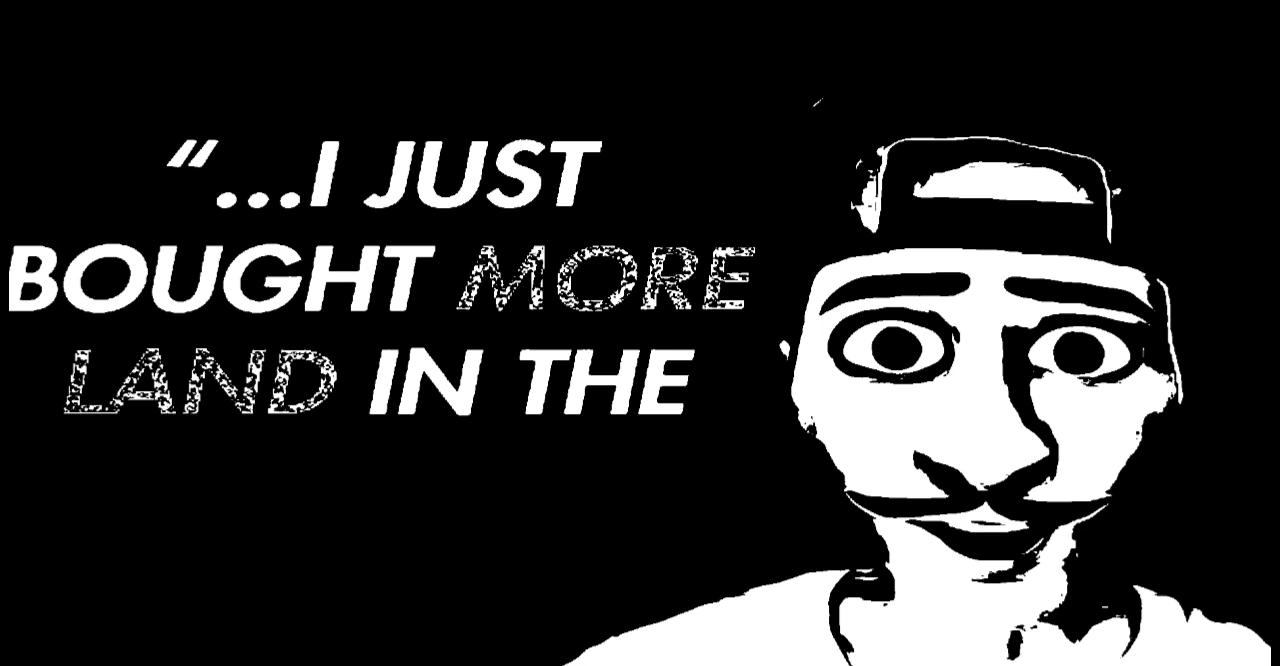 “...I JUST
BOUGHT MORE
LAND IN THE